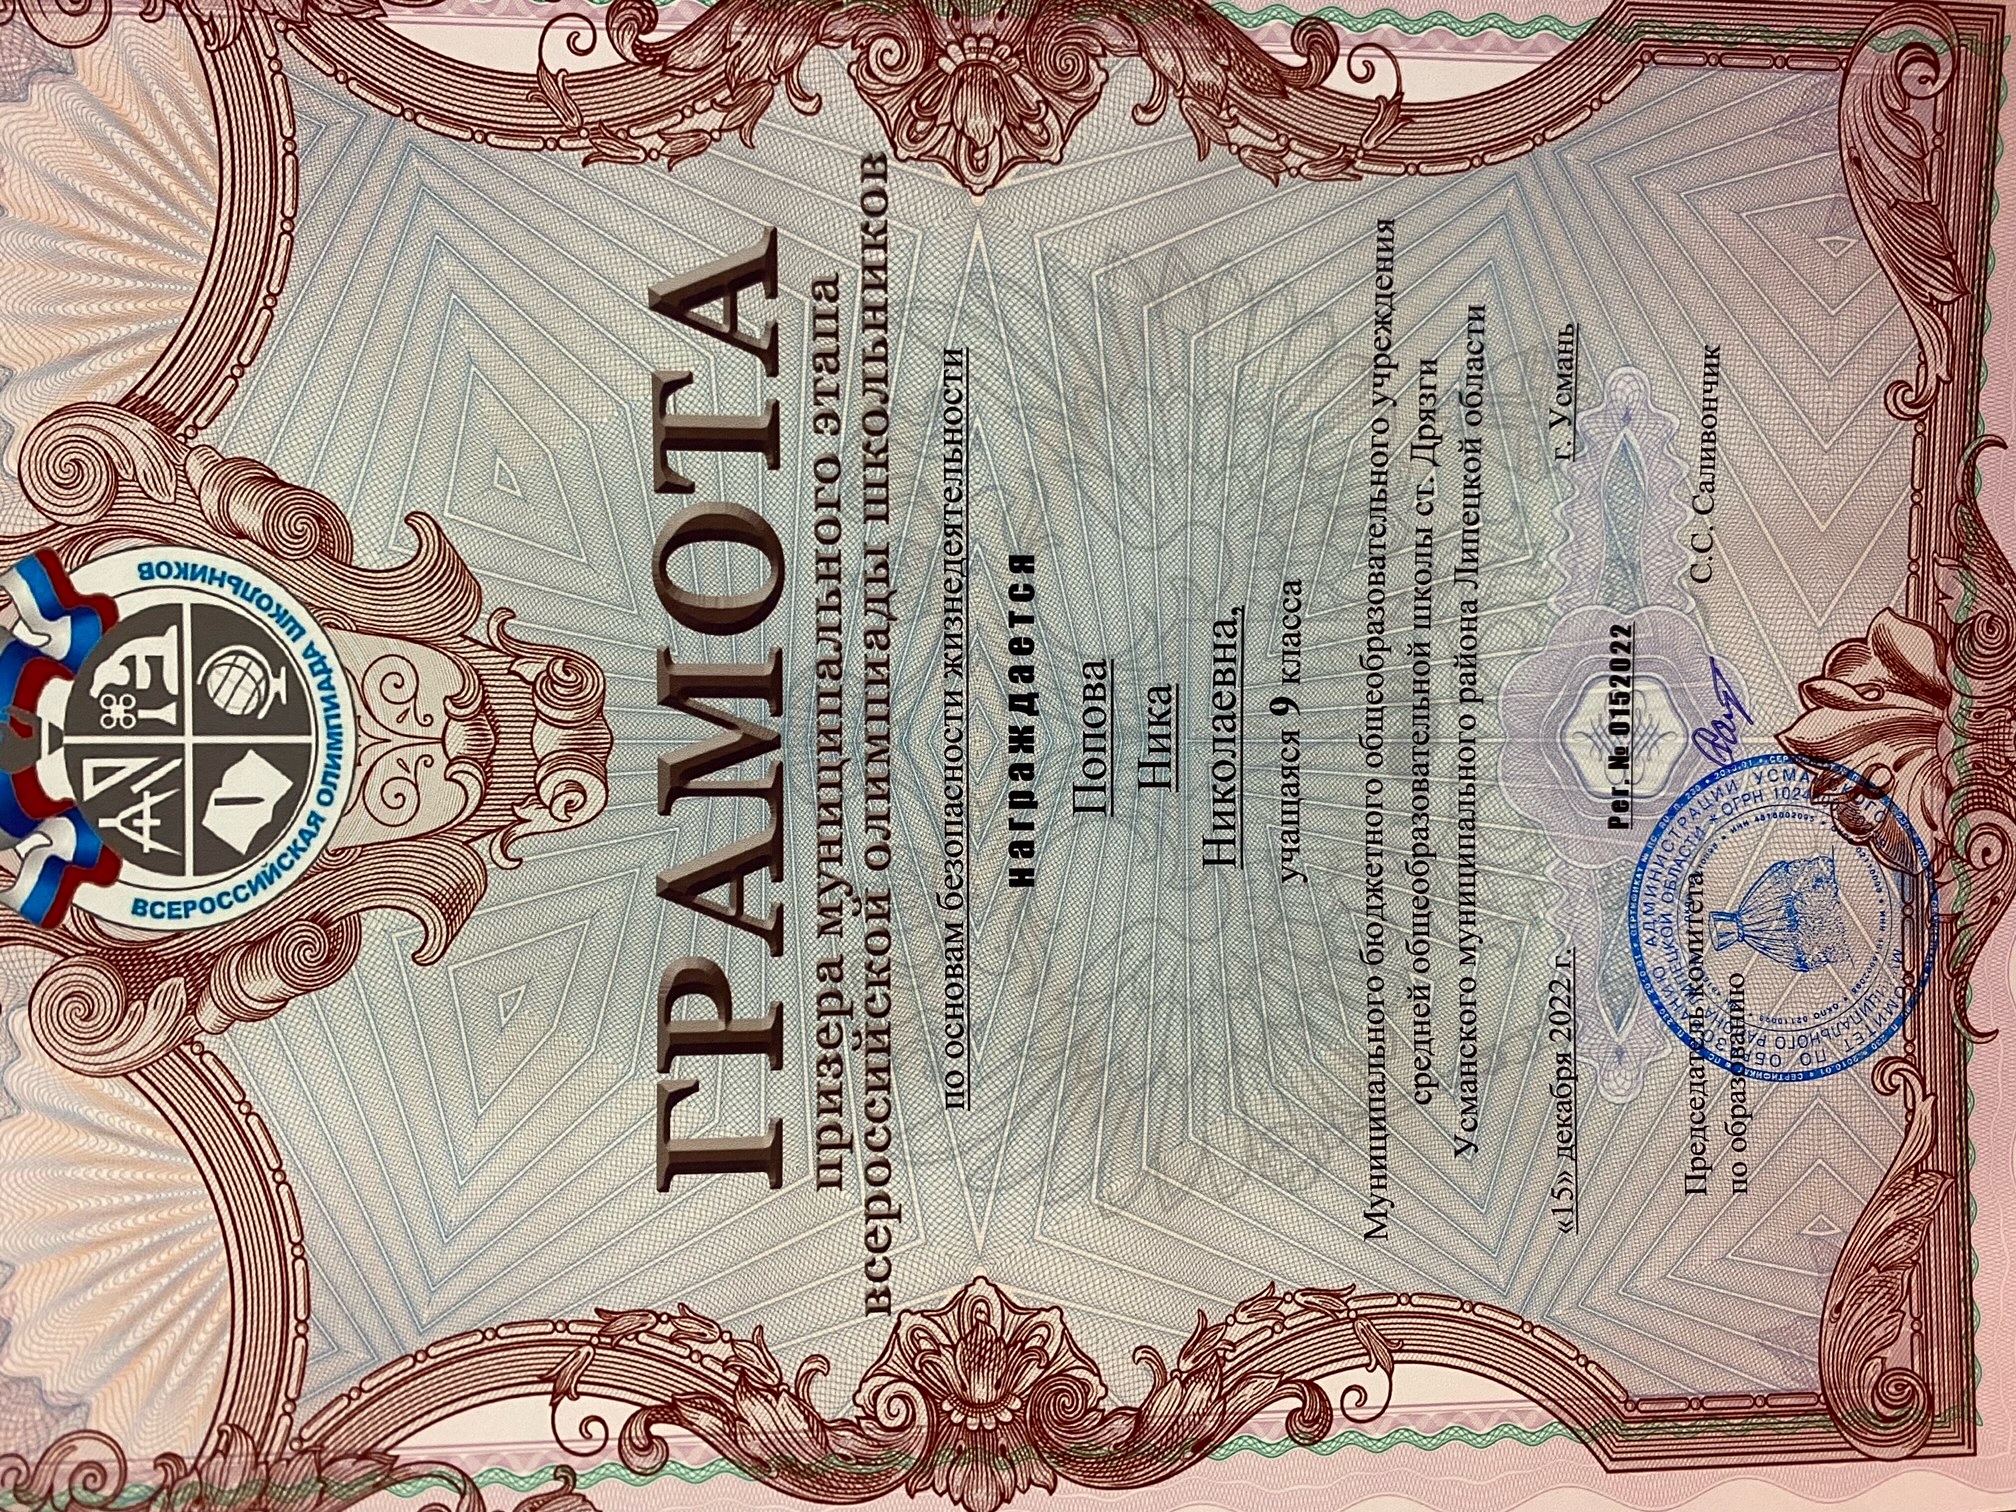 ВСЕРОССИЙСКАЯ ОЛИМПИАДА ШКОЛЬНИКОВ
ГРАМОТА
призера муниципального этапа
всероссийской олимпиады школьников
по основам безопасности жизнедеятельности
награждается
Попова
Ника
Николаевна,
учащаяся 9 класса
Муниципального бюджетного общеобразовательного учреждения
средней общеобразовательной школы ст. Дрязги
Усманского муниципального района Липецкой области
«15» декабря 2022 г. г. Усмань
Рег. № 0152022
Председатель комитета
по образованию С.С. Саливончик